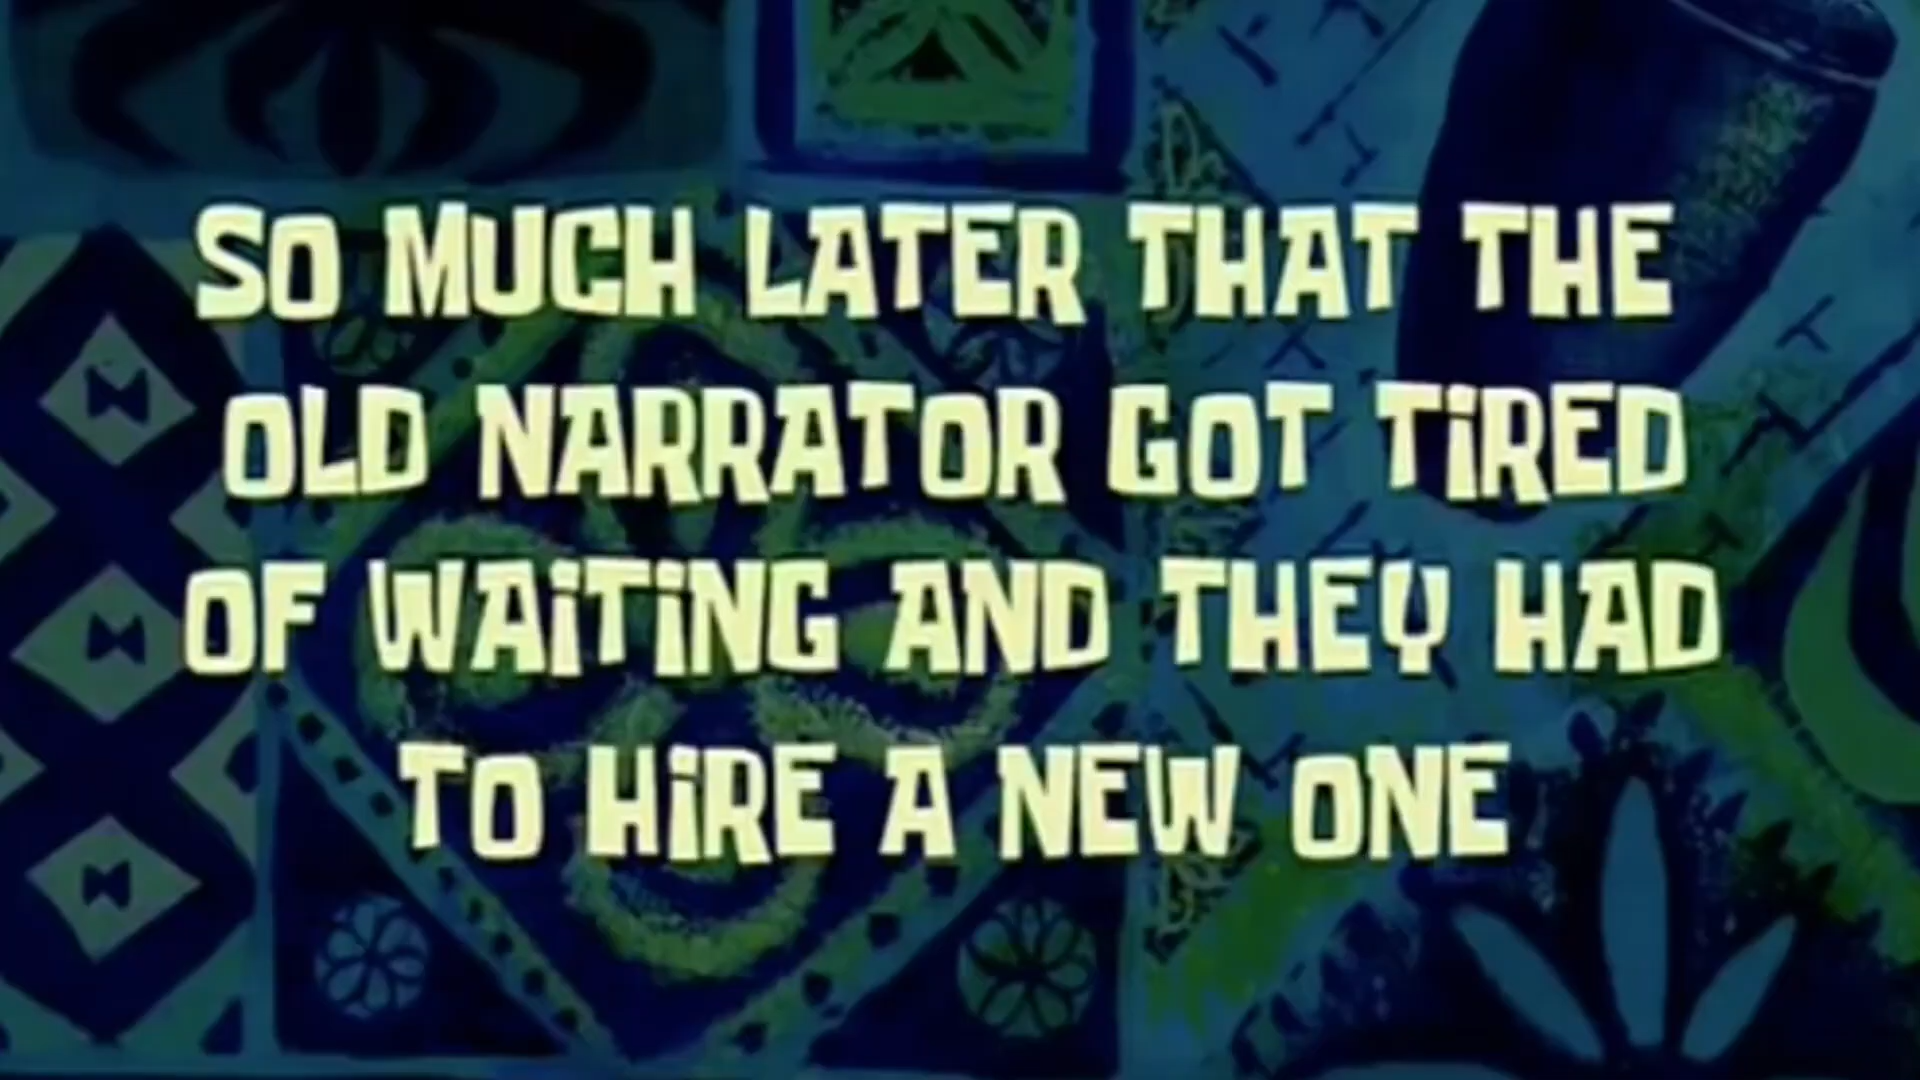 SO MUCH LATER THAT THE
OLD NARRATOR GOT TiRED
OF WAiTiNG AND THEY HAD
TO HiRE A NEW ONE